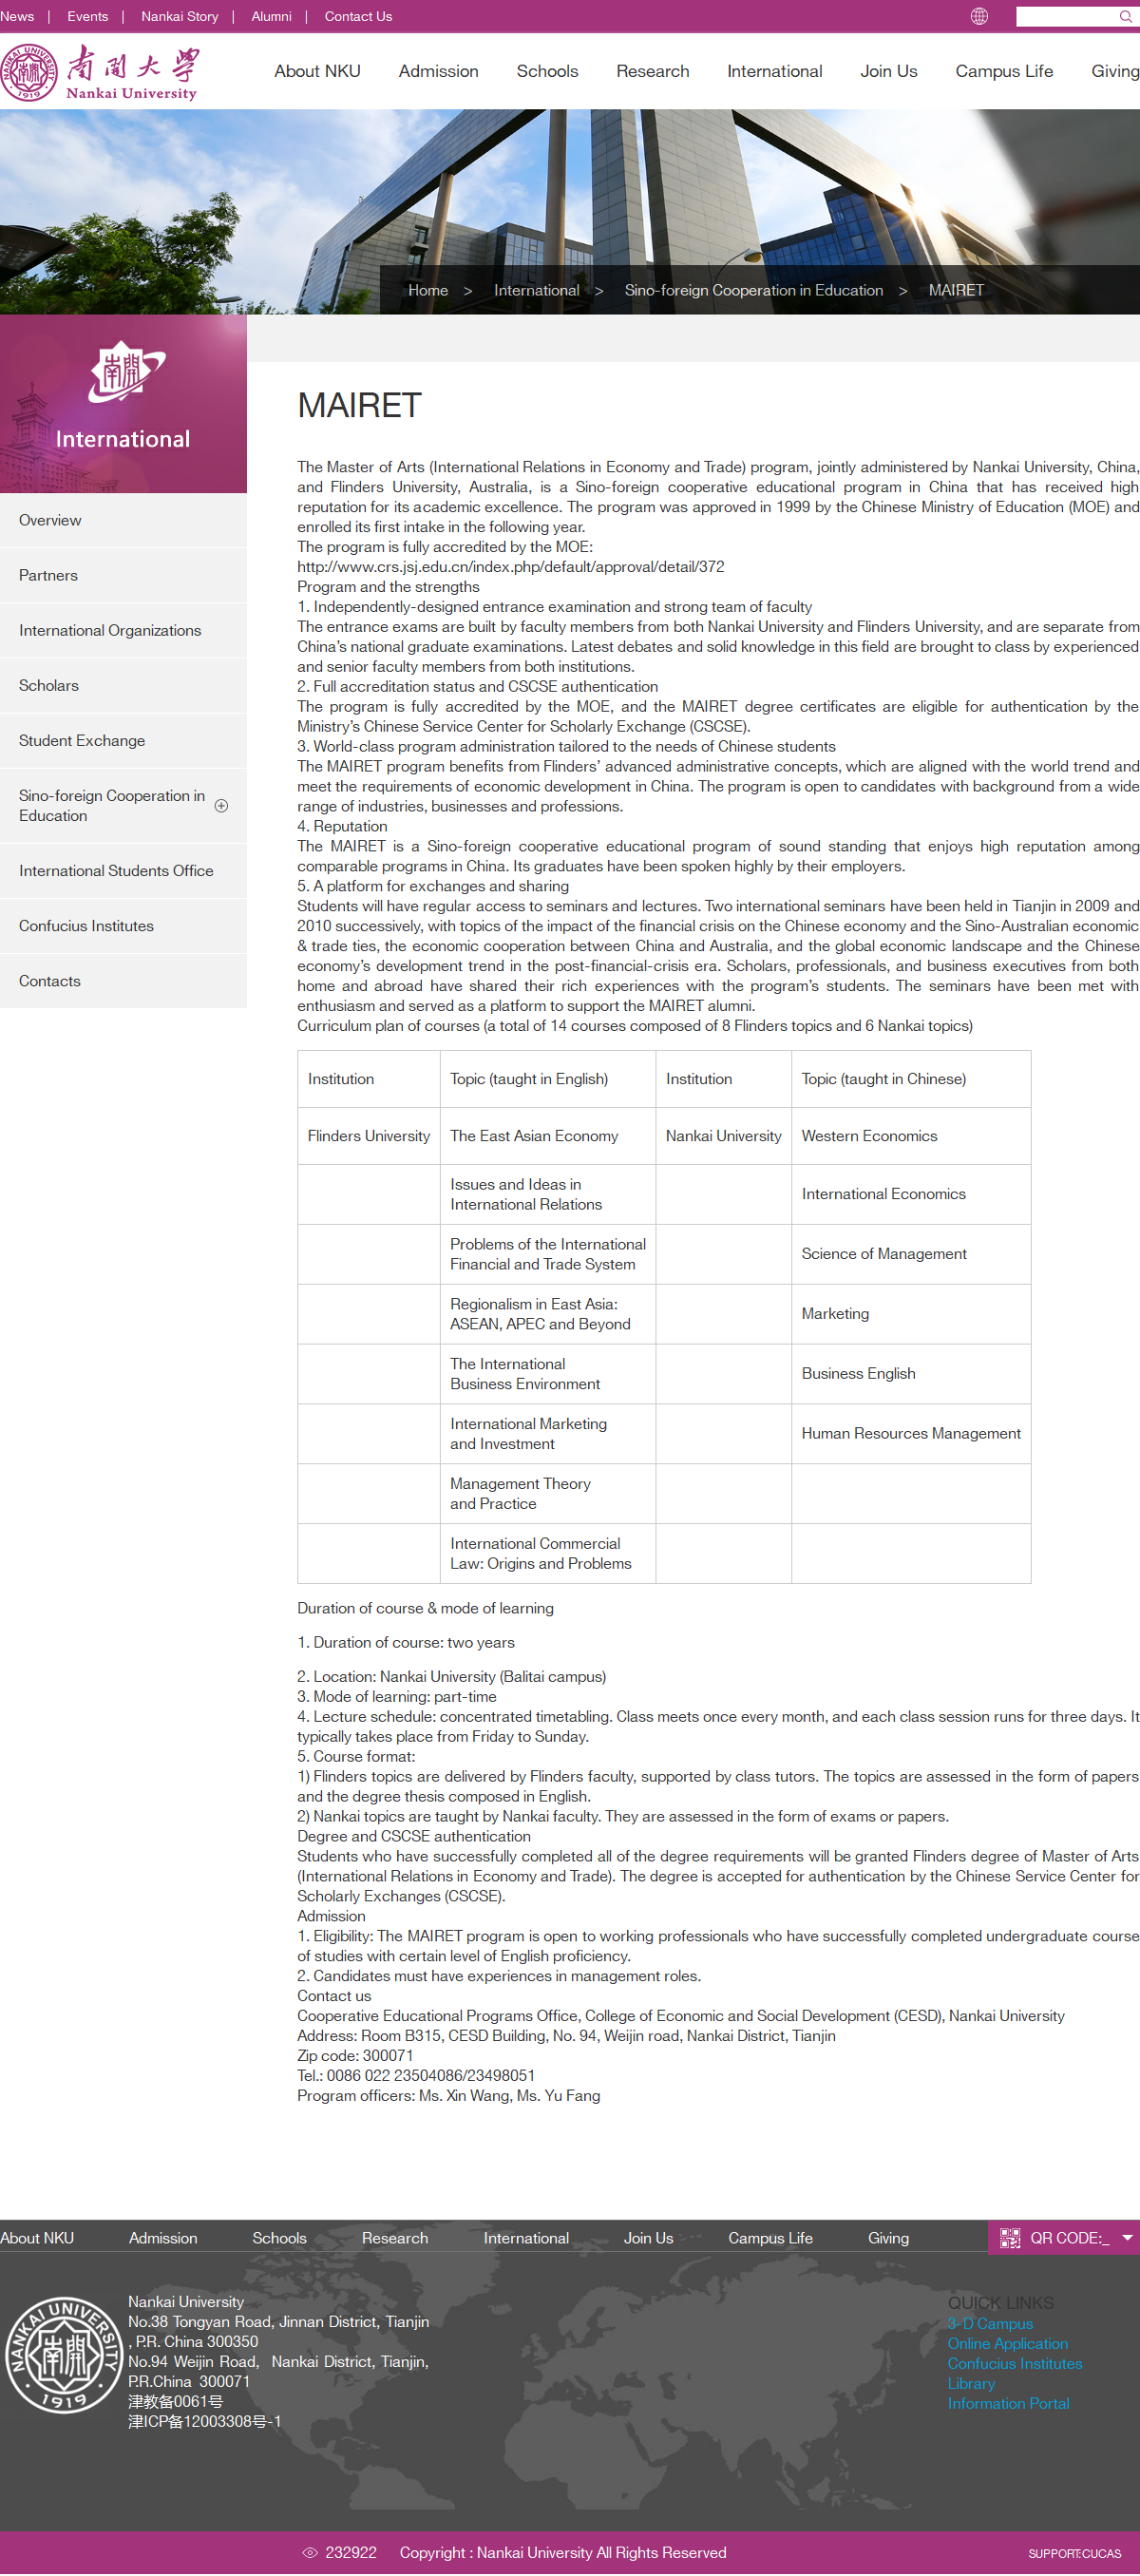 News | Events | Nankai Story | Alumni | Contact Us
NANKAI UNIVERSITY 1919
南開大學
Nankai University
About NKU Admission Schools Research International Join Us Campus Life Giving
Home > International > Sino-foreign Cooperation in Education > MAIRET
南開
International
Overview
Partners
International Organizations
Scholars
Student Exchange
Sino-foreign Cooperation in
Education
International Students Office
Confucius Institutes
Contacts
MAIRET
The Master of Arts (International Relations in Economy and Trade) program, jointly administered by Nankai University, China,
and Flinders University, Australia, is a Sino-foreign cooperative educational program in China that has received high
reputation for its academic excellence. The program was approved in 1999 by the Chinese Ministry of Education (MOE) and
enrolled its first intake in the following year.
The program is fully accredited by the MOE:
http://www.crs.jsj.edu.cn/index.php/default/approval/detail/372
Program and the strengths
1. Independently-designed entrance examination and strong team of faculty
The entrance exams are built by faculty members from both Nankai University and Flinders University, and are separate from
China’s national graduate examinations. Latest debates and solid knowledge in this field are brought to class by experienced
and senior faculty members from both institutions.
2. Full accreditation status and CSCSE authentication
The program is fully accredited by the MOE, and the MAIRET degree certificates are eligible for authentication by the
Ministry’s Chinese Service Center for Scholarly Exchange (CSCSE).
3. World-class program administration tailored to the needs of Chinese students
The MAIRET program benefits from Flinders’ advanced administrative concepts, which are aligned with the world trend and
meet the requirements of economic development in China. The program is open to candidates with background from a wide
range of industries, businesses and professions.
4. Reputation
The MAIRET is a Sino-foreign cooperative educational program of sound standing that enjoys high reputation among
comparable programs in China. Its graduates have been spoken highly by their employers.
5. A platform for exchanges and sharing
Students will have regular access to seminars and lectures. Two international seminars have been held in Tianjin in 2009 and
2010 successively, with topics of the impact of the financial crisis on the Chinese economy and the Sino-Australian economic
& trade ties, the economic cooperation between China and Australia, and the global economic landscape and the Chinese
economy’s development trend in the post-financial-crisis era. Scholars, professionals, and business executives from both
home and abroad have shared their rich experiences with the program’s students. The seminars have been met with
enthusiasm and served as a platform to support the MAIRET alumni.
Curriculum plan of courses (a total of 14 courses composed of 8 Flinders topics and 6 Nankai topics)
Institution Topic (taught in English) Institution Topic (taught in Chinese)
Flinders University The East Asian Economy Nankai University Western Economics
Issues and Ideas in
International Relations
International Economics
Problems of the International
Financial and Trade System
Science of Management
Regionalism in East Asia:
ASEAN, APEC and Beyond
Marketing
The International
Business Environment
Business English
International Marketing
and Investment
Human Resources Management
Management Theory
and Practice
International Commercial
Law: Origins and Problems
Duration of course & mode of learning
1. Duration of course: two years
2. Location: Nankai University (Balitai campus)
3. Mode of learning: part-time
4. Lecture schedule: concentrated timetabling. Class meets once every month, and each class session runs for three days. It
typically takes place from Friday to Sunday.
5. Course format:
1) Flinders topics are delivered by Flinders faculty, supported by class tutors. The topics are assessed in the form of papers
and the degree thesis composed in English.
2) Nankai topics are taught by Nankai faculty. They are assessed in the form of exams or papers.
Degree and CSCSE authentication
Students who have successfully completed all of the degree requirements will be granted Flinders degree of Master of Arts
(International Relations in Economy and Trade). The degree is accepted for authentication by the Chinese Service Center for
Scholarly Exchanges (CSCSE).
Admission
1. Eligibility: The MAIRET program is open to working professionals who have successfully completed undergraduate course
of studies with certain level of English proficiency.
2. Candidates must have experiences in management roles.
Contact us
Cooperative Educational Programs Office, College of Economic and Social Development (CESD), Nankai University
Address: Room B315, CESD Building, No. 94, Weijin road, Nankai District, Tianjin
Zip code: 300071
Tel.: 0086 022 23504086/23498051
Program officers: Ms. Xin Wang, Ms. Yu Fang
About NKU Admission Schools Research International Join Us Campus Life Giving QR CODE:_
NANKAI UNIVERSITY 南開 1919
Nankai University
No.38 Tongyan Road, Jinnan District, Tianjin
, P.R. China 300350
No.94 Weijin Road, Nankai District, Tianjin,
P.R.China 300071
津教备0061号
津ICP备12003308号-1
QUICK LINKS
3-D Campus
Online Application
Confucius Institutes
Library
Information Portal
232922 Copyright : Nankai University All Rights Reserved SUPPORT:CUCAS